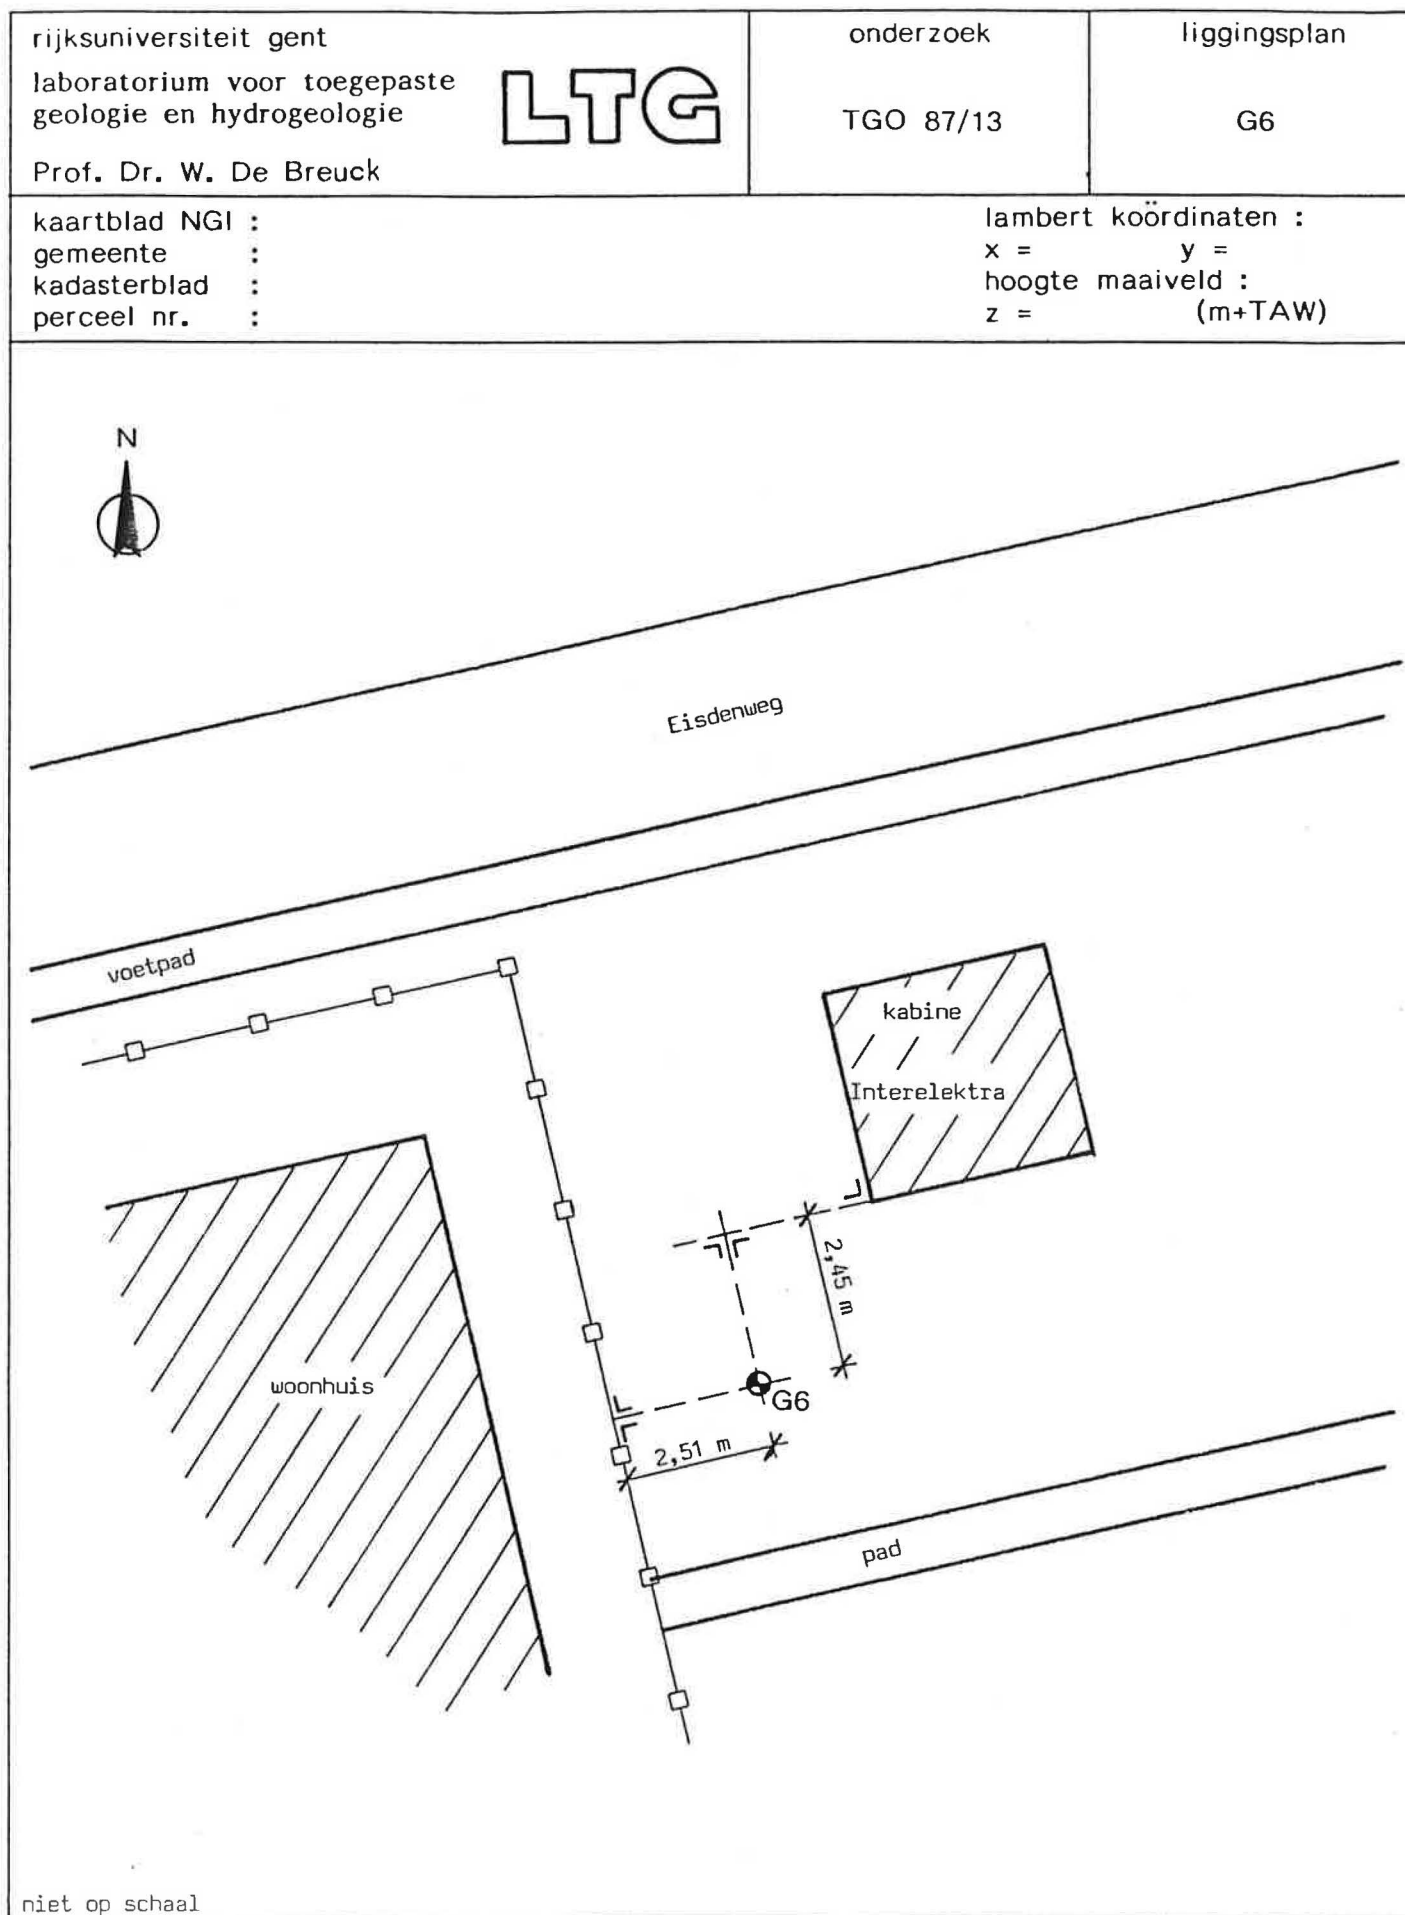 rijksuniversiteit gent
laboratorium voor toegepaste
geologie en hydrogeologie
Prof. Dr. W. De Breuck
LTG
onderzoek
TGO 87/13
liggingsplan
G6
kaartblad NGI :
gemeente :
kadasterblad :
perceel nr. :
lambert koördinaten :
x = y =
hoogte maaiveld :
z = (m+TAW)
N
Eisdenweg
voetpad
kabine
Interelektra
2,45 m
woonhuis
G6
2,51 m
pad
niet op schaal